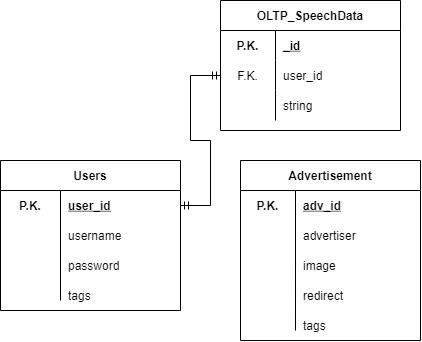 OLTP_SpeechData
P.K. _id
F.K. user_id
string
Users
P.K. user_id
username
password
tags
Advertisement
P.K. adv_id
advertiser
image
redirect
tags